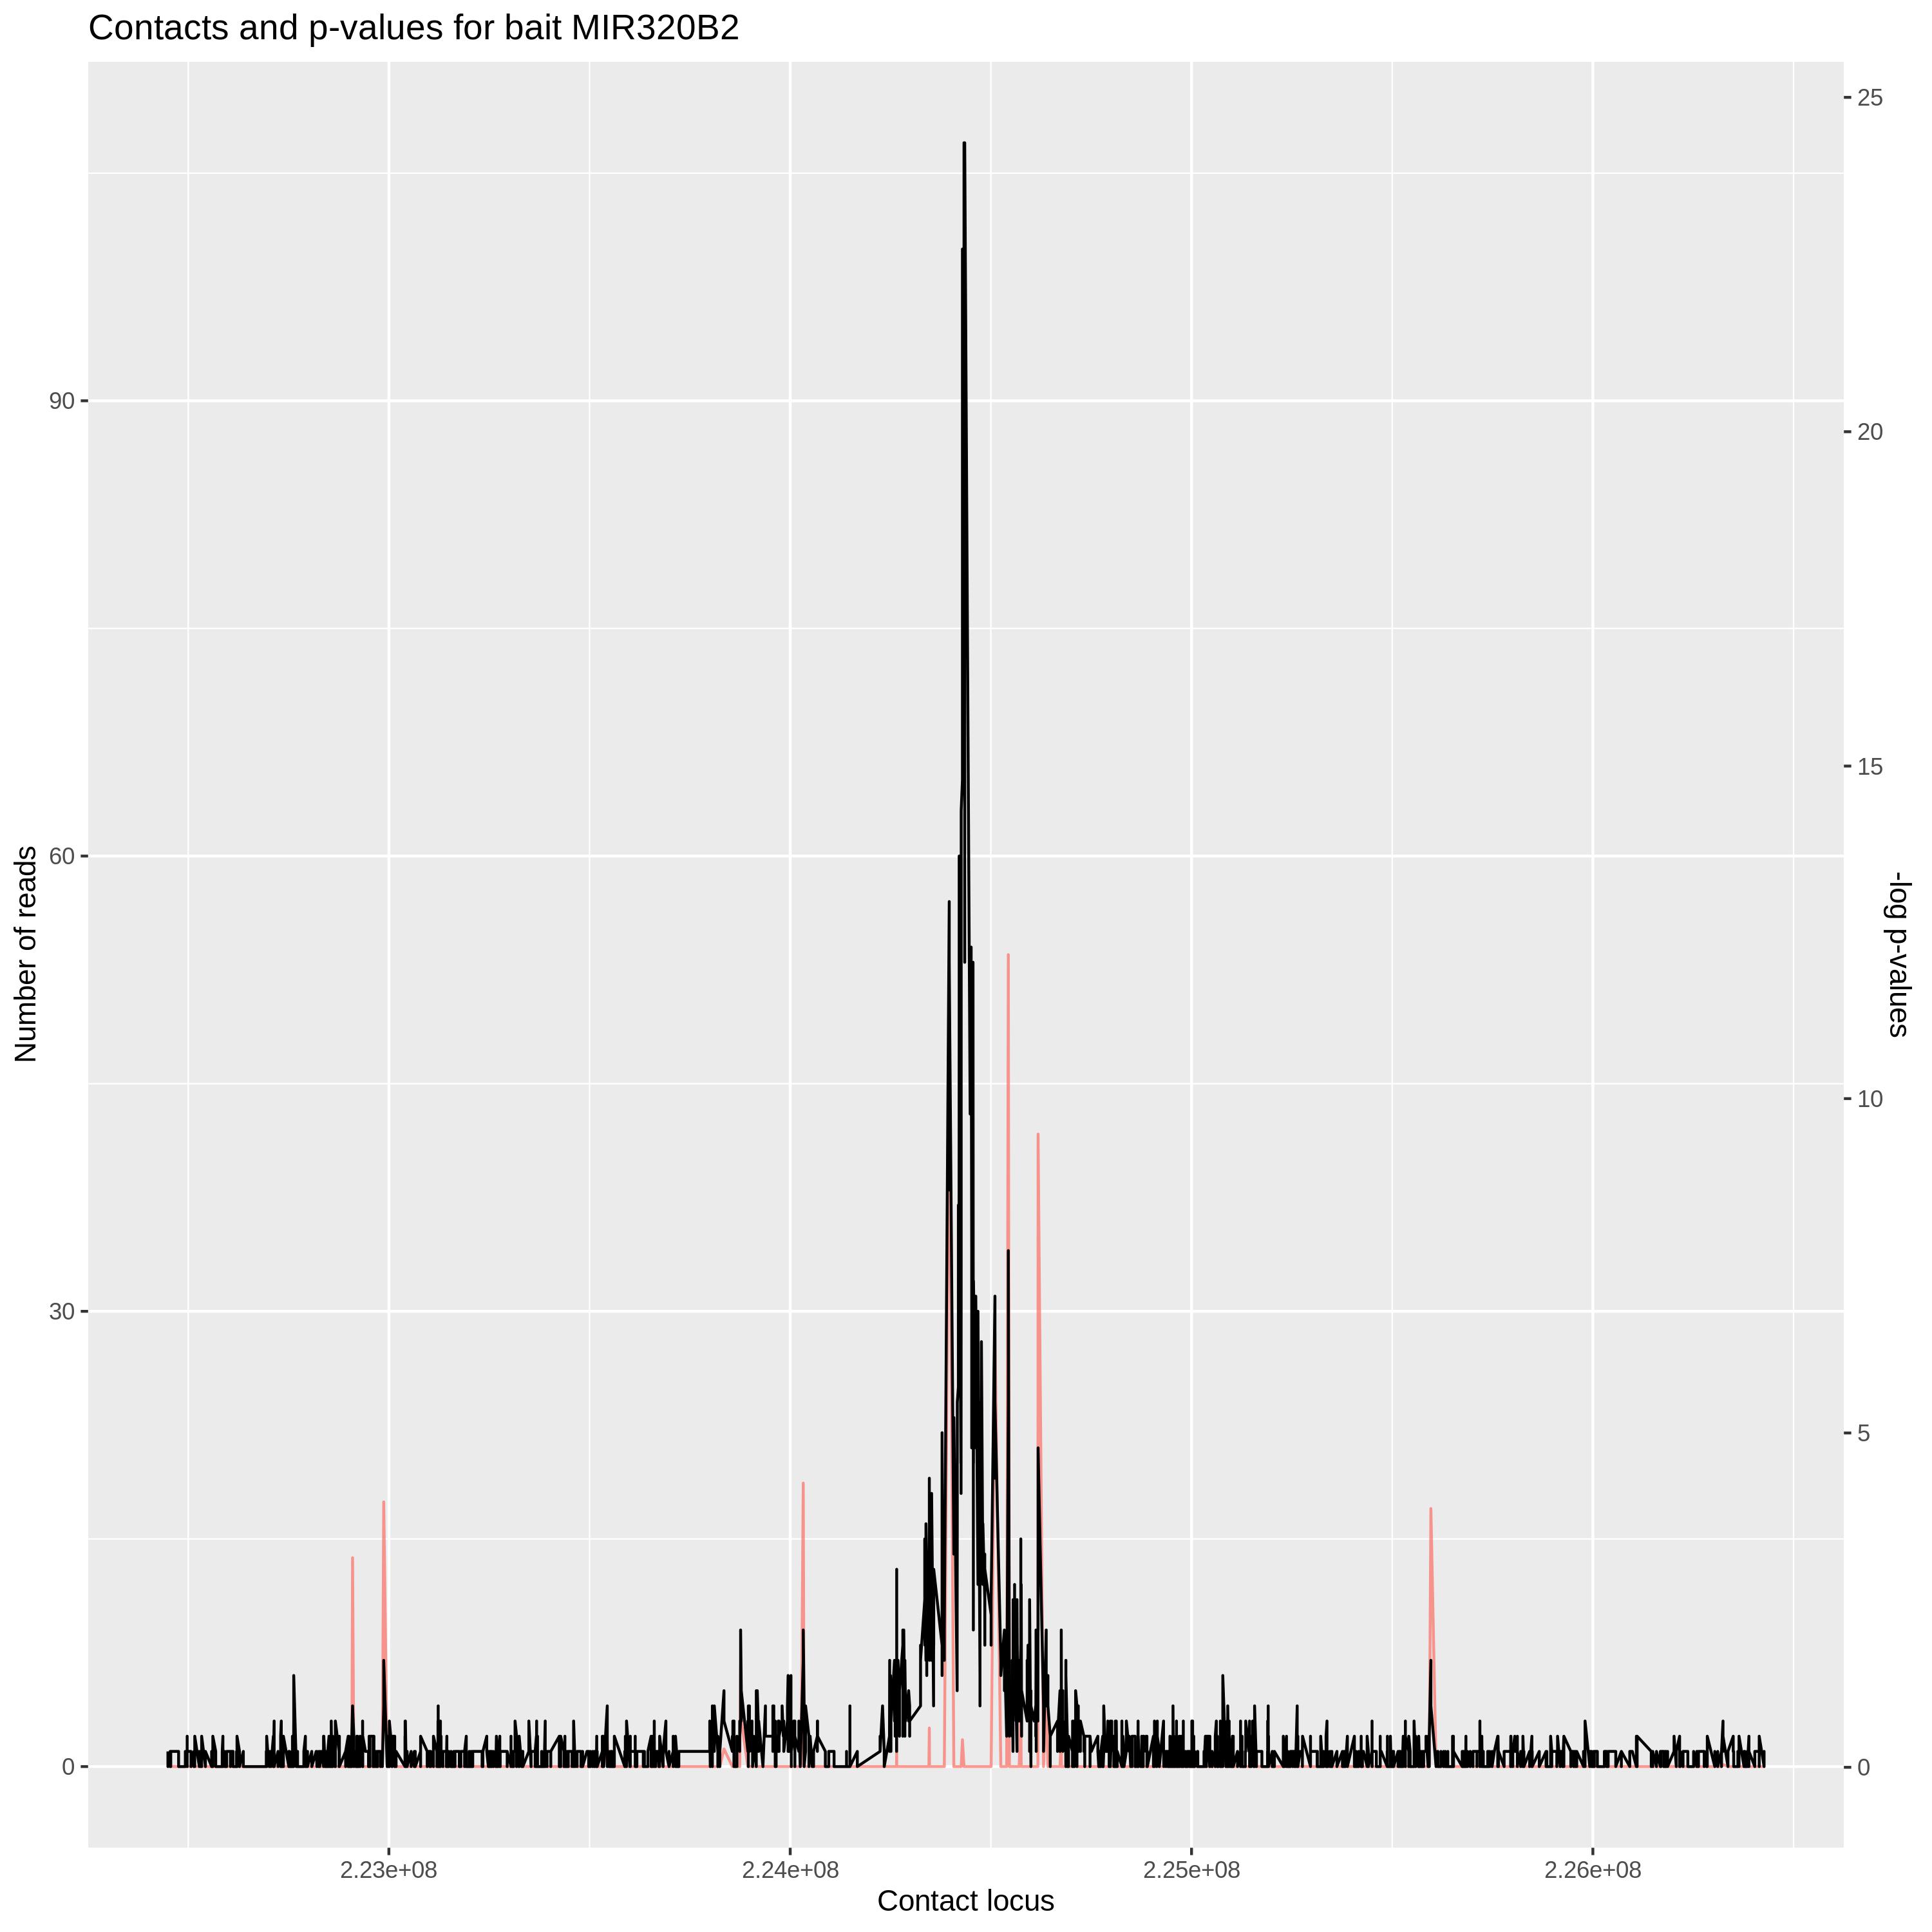 Contacts and p-values for bait MIR320B2
25
90
20
15
60
Number of reads
-log p-values
10
30
5
0
0
2.23e+08
2.24e+08
2.25e+08
2.26e+08
Contact locus